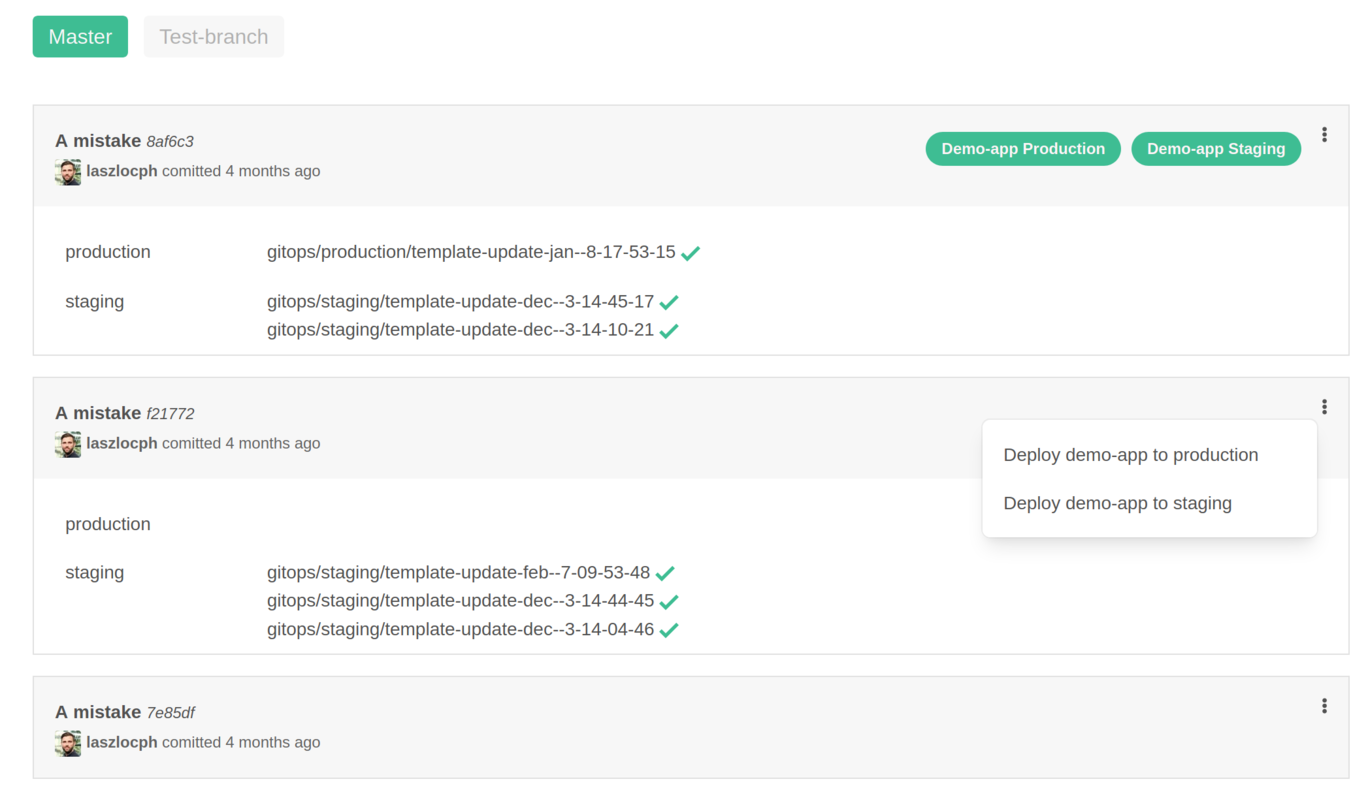 Master Test-branch
A mistake 8af6c3
Demo-app Production Demo-app Staging
laszlocph comitted 4 months ago
production gitops/production/template-update-jan--8-17-53-15
staging gitops/staging/template-update-dec--3-14-45-17
gitops/staging/template-update-dec--3-14-10-21
A mistake f21772
laszlocph comitted 4 months ago
Deploy demo-app to production
Deploy demo-app to staging
production
staging gitops/staging/template-update-feb--7-09-53-48
gitops/staging/template-update-dec--3-14-44-45
gitops/staging/template-update-dec--3-14-04-46
A mistake 7e85df
laszlocph comitted 4 months ago